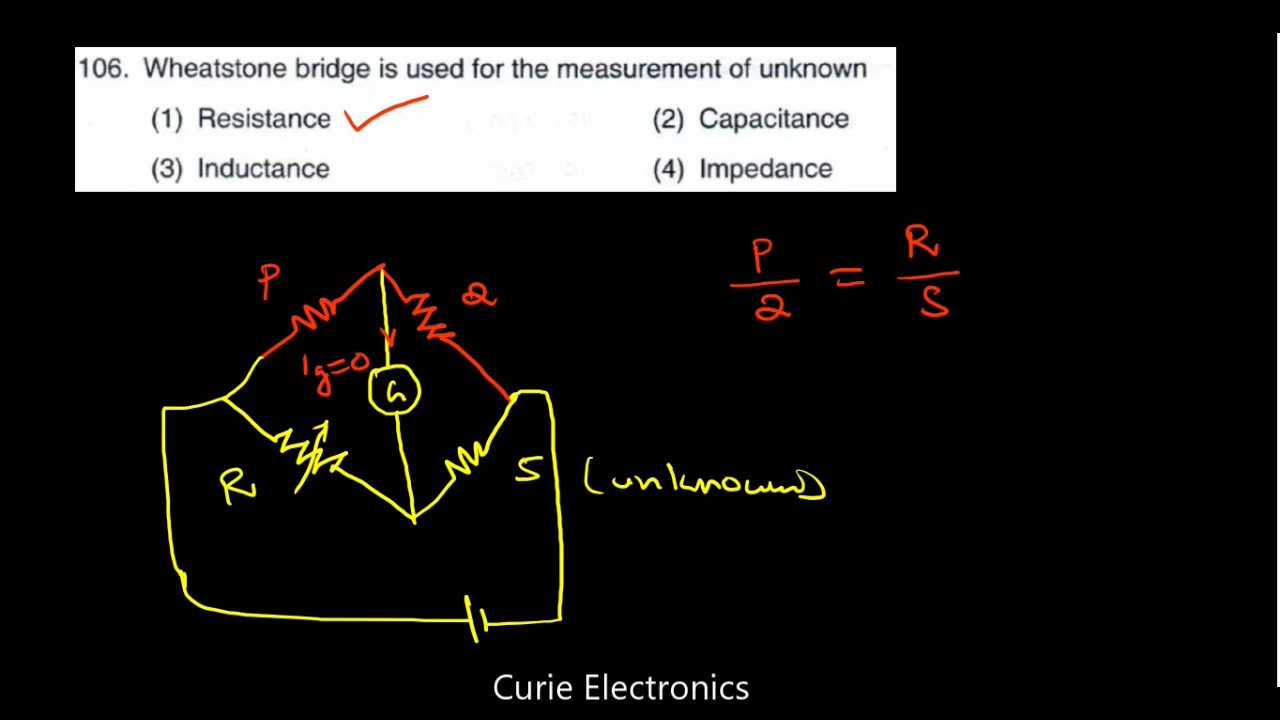 106. Wheatstone bridge is used for the measurement of unknown
(1) Resistance (2) Capacitance
(3) Inductance (4) Impedance
P Q
P/Q = R/S
Ig=0
G
R S (unknown)
Curie Electronics